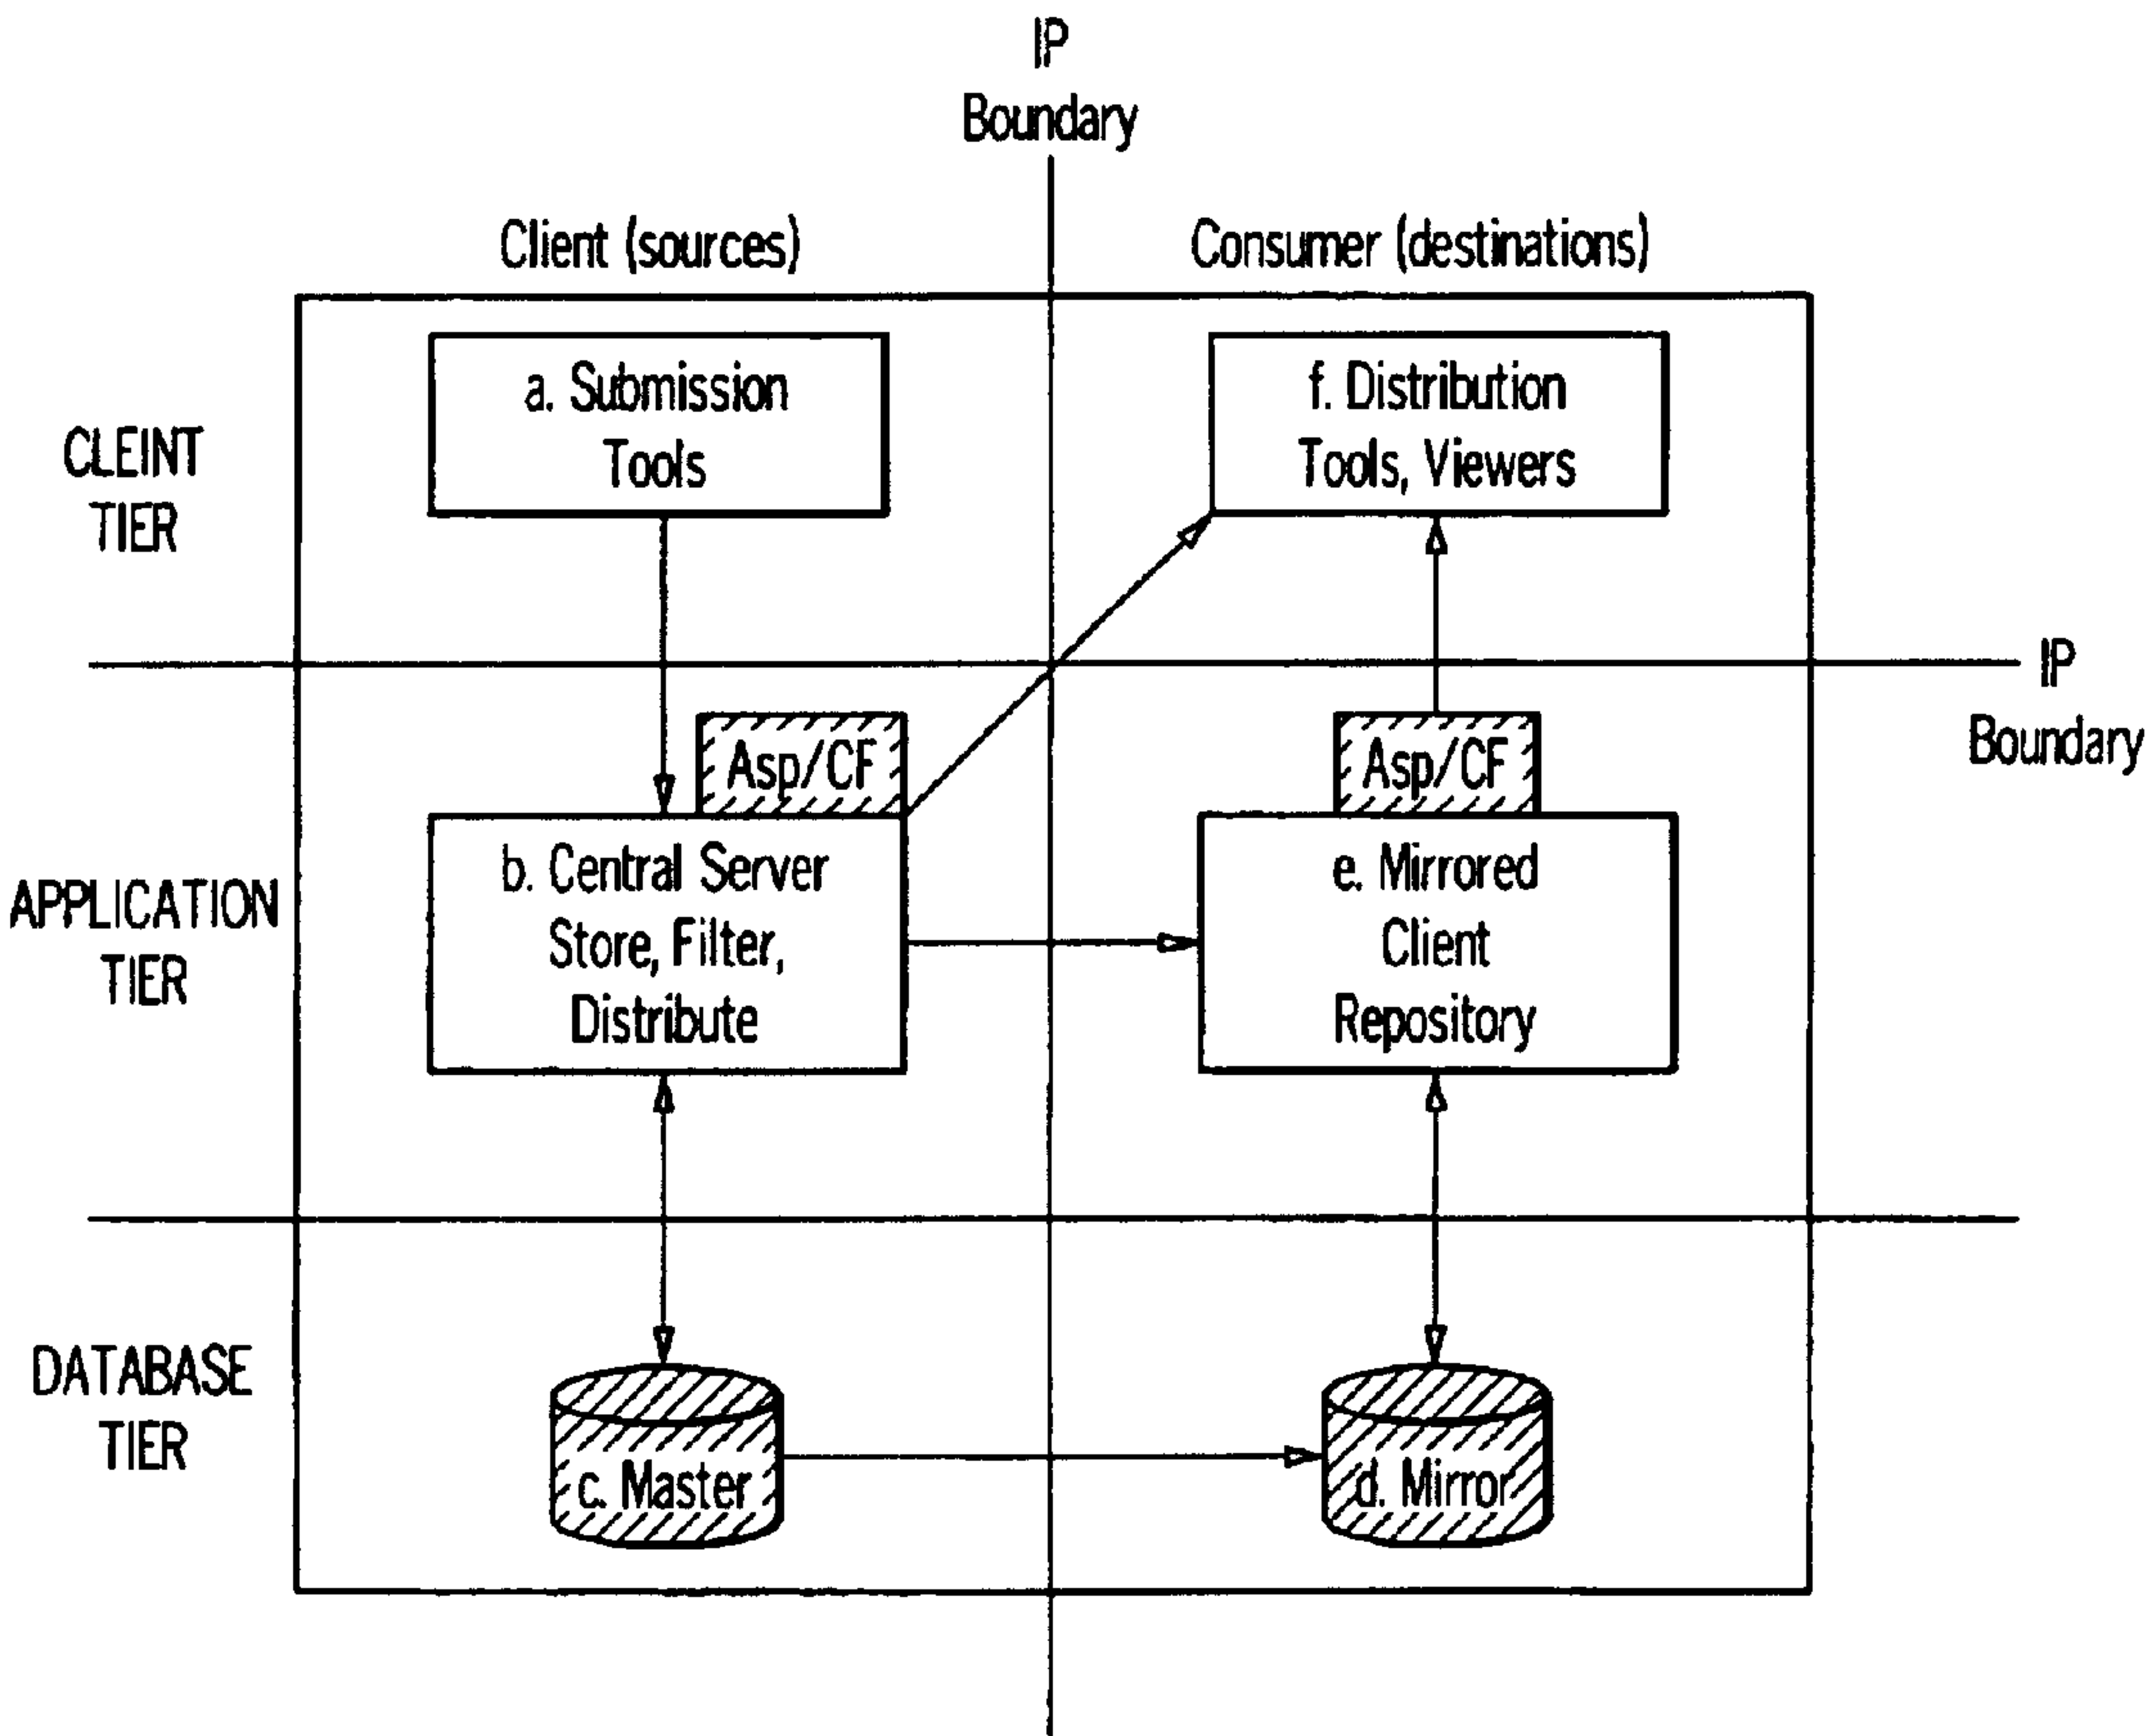 IP
Boundary
Client (sources)
Consumer (destinations)
CLEINT
TIER
a. Submission
Tools
f. Distribution
Tools, Viewers
IP
Boundary
APPLICATION
TIER
Asp/CF
b. Central Server
Store, Filter,
Distribute
Asp/CF
e. Mirrored
Client
Repository
DATABASE
TIER
c. Master
d. Mirror